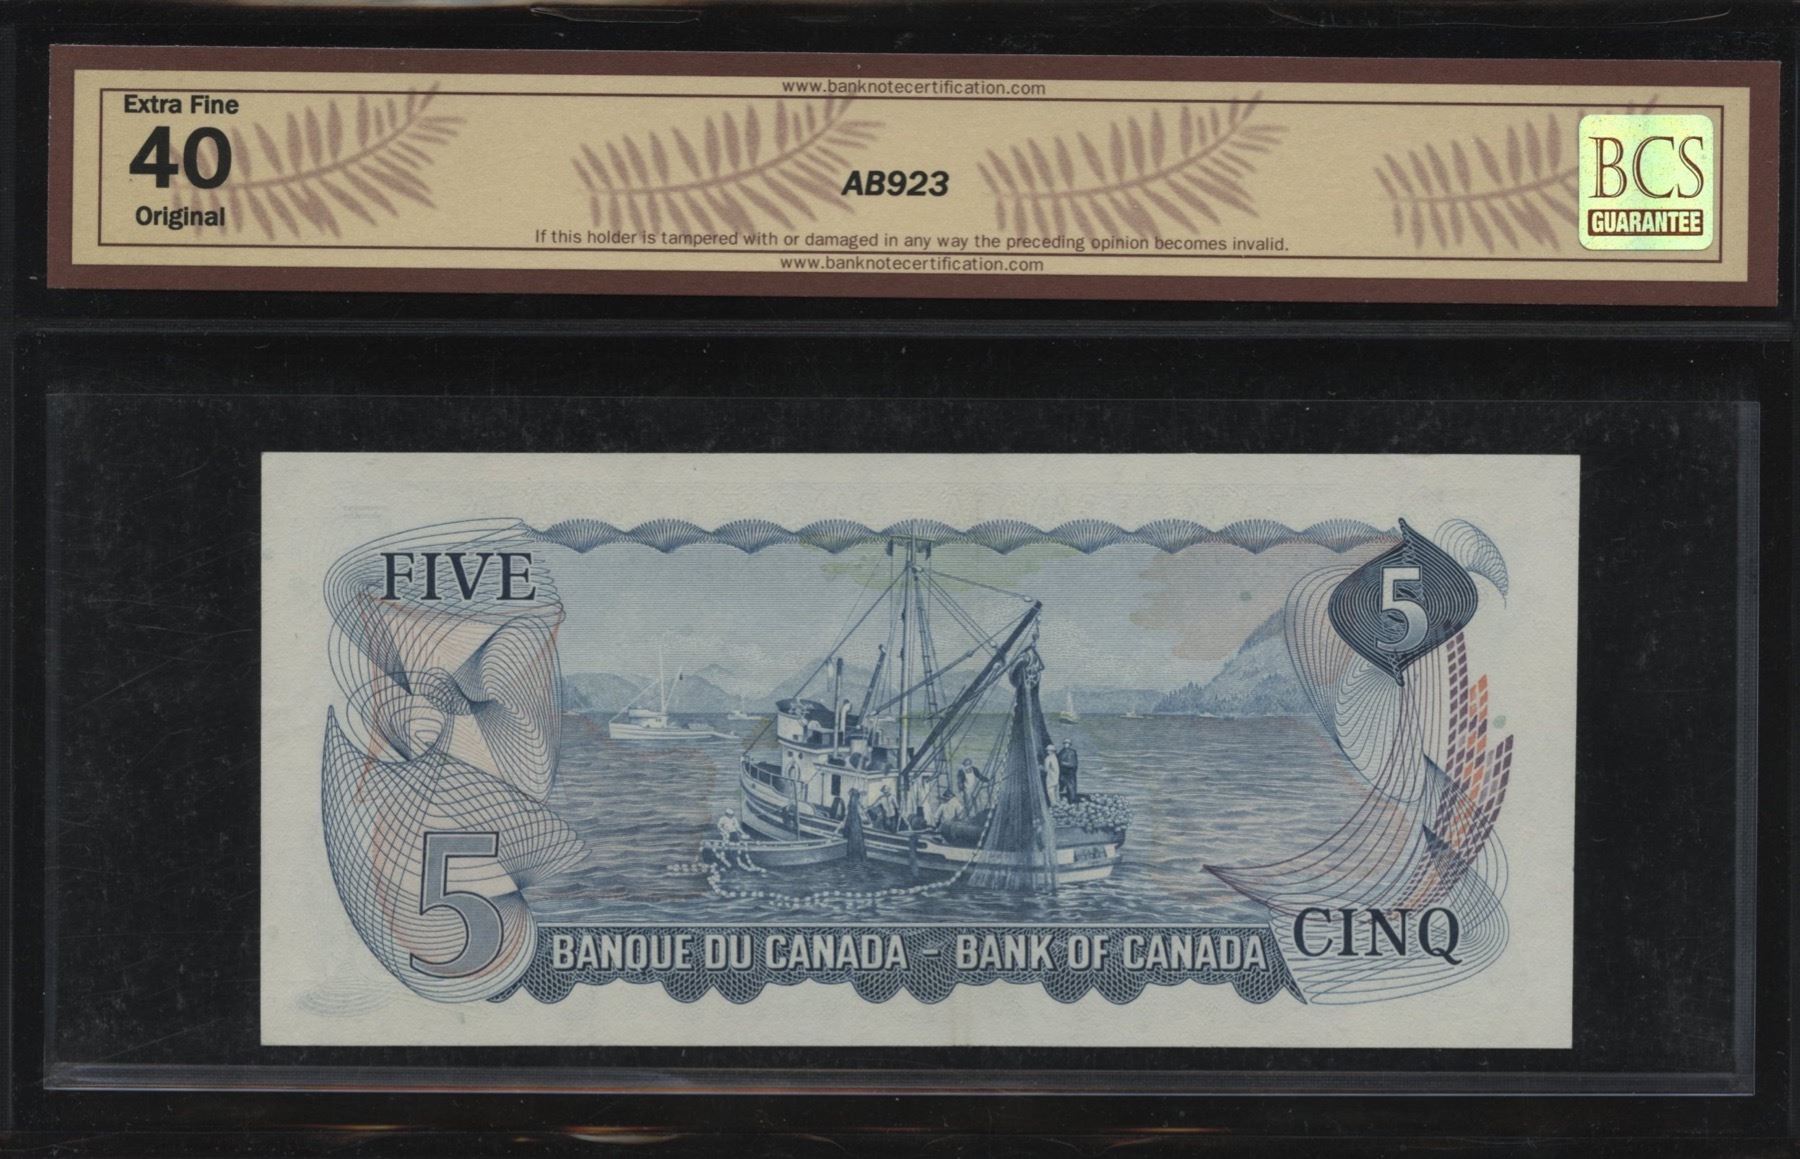 www.banknotecertification.com
Extra Fine
40
Original
AB923
BCS
GUARANTEE
If this holder is tampered with or damaged in any way the preceding opinion becomes invalid.
www.banknotecertification.com
FIVE
5
5
BANQUE DU CANADA – BANK OF CANADA
CINQ